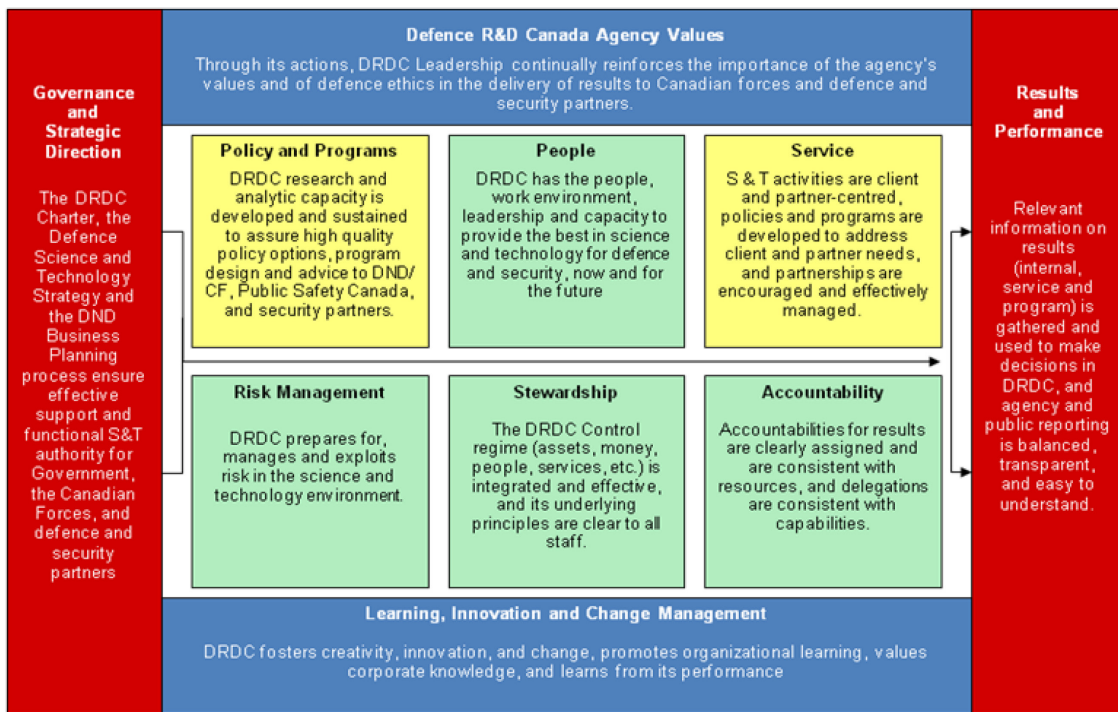 Defence R&D Canada Agency Values
Through its actions, DRDC Leadership continually reinforces the importance of the agency's
values and of defence ethics in the delivery of results to Canadian forces and defence and
security partners.
Governance
and
Strategic
Direction
The DRDC
Charter, the
Defence
Science and
Technology
Strategy and
the DND
Business
Planning
process ensure
effective
support and
functional S&T
authority for
Government,
the Canadian
Forces, and
defence and
security
partners
Policy and Programs
DRDC research and
analytic capacity is
developed and sustained
to assure high quality
policy options, program
design and advice to DND/
CF, Public Safety Canada,
and security partners.
People
DRDC has the people,
work environment,
leadership and capacity to
provide the best in science
and technology for defence
and security, now and for
the future
Service
S & T activities are client
and partner-centred,
policies and programs are
developed to address
client and partner needs,
and partnerships are
encouraged and effectively
managed.
Risk Management
DRDC prepares for,
manages and exploits
risk in the science and
technology environment.
Stewardship
The DRDC Control
regime (assets, money,
people, services, etc.) is
integrated and effective,
and its underlying
principles are clear to all
staff.
Accountability
Accountabilities for results
are clearly assigned and
are consistent with
resources, and delegations
are consistent with
capabilities.
Results
and
Performance
Relevant
information on
results
(internal,
service and
program) is
gathered and
used to make
decisions in
DRDC, and
agency and
public reporting
is balanced,
transparent,
and easy to
understand.
Learning, Innovation and Change Management
DRDC fosters creativity, innovation, and change, promotes organizational learning, values
corporate knowledge, and learns from its performance